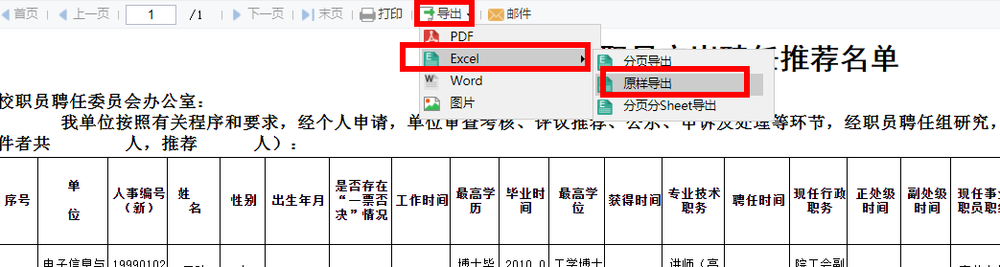 首页 上一页 1 /1 下一页 末页 打印 导出 邮件
PDF
Excel
Word
图片
分页导出
原样导出
分页分Sheet导出
聘任推荐名单
校职员聘任委员会办公室：
我单位按照有关程序和要求，经个人申请，单位审查考核、评议推荐、公示、申诉及处理等环节，经职员聘任组研究，
件者共 人，推荐 人）：
序号 单位 人事编号（新） 姓名 性别 出生年月 是否存在“一票否决”情况 工作时间 最高学历 毕业时间 最高学位 获得时间 专业技术职务 聘任时间 现任行政职务 正处级时间 副处级时间 现任事 职员职
电子信息与 19990102 博士毕 2010.0 工学博士 讲师（高 院工会副